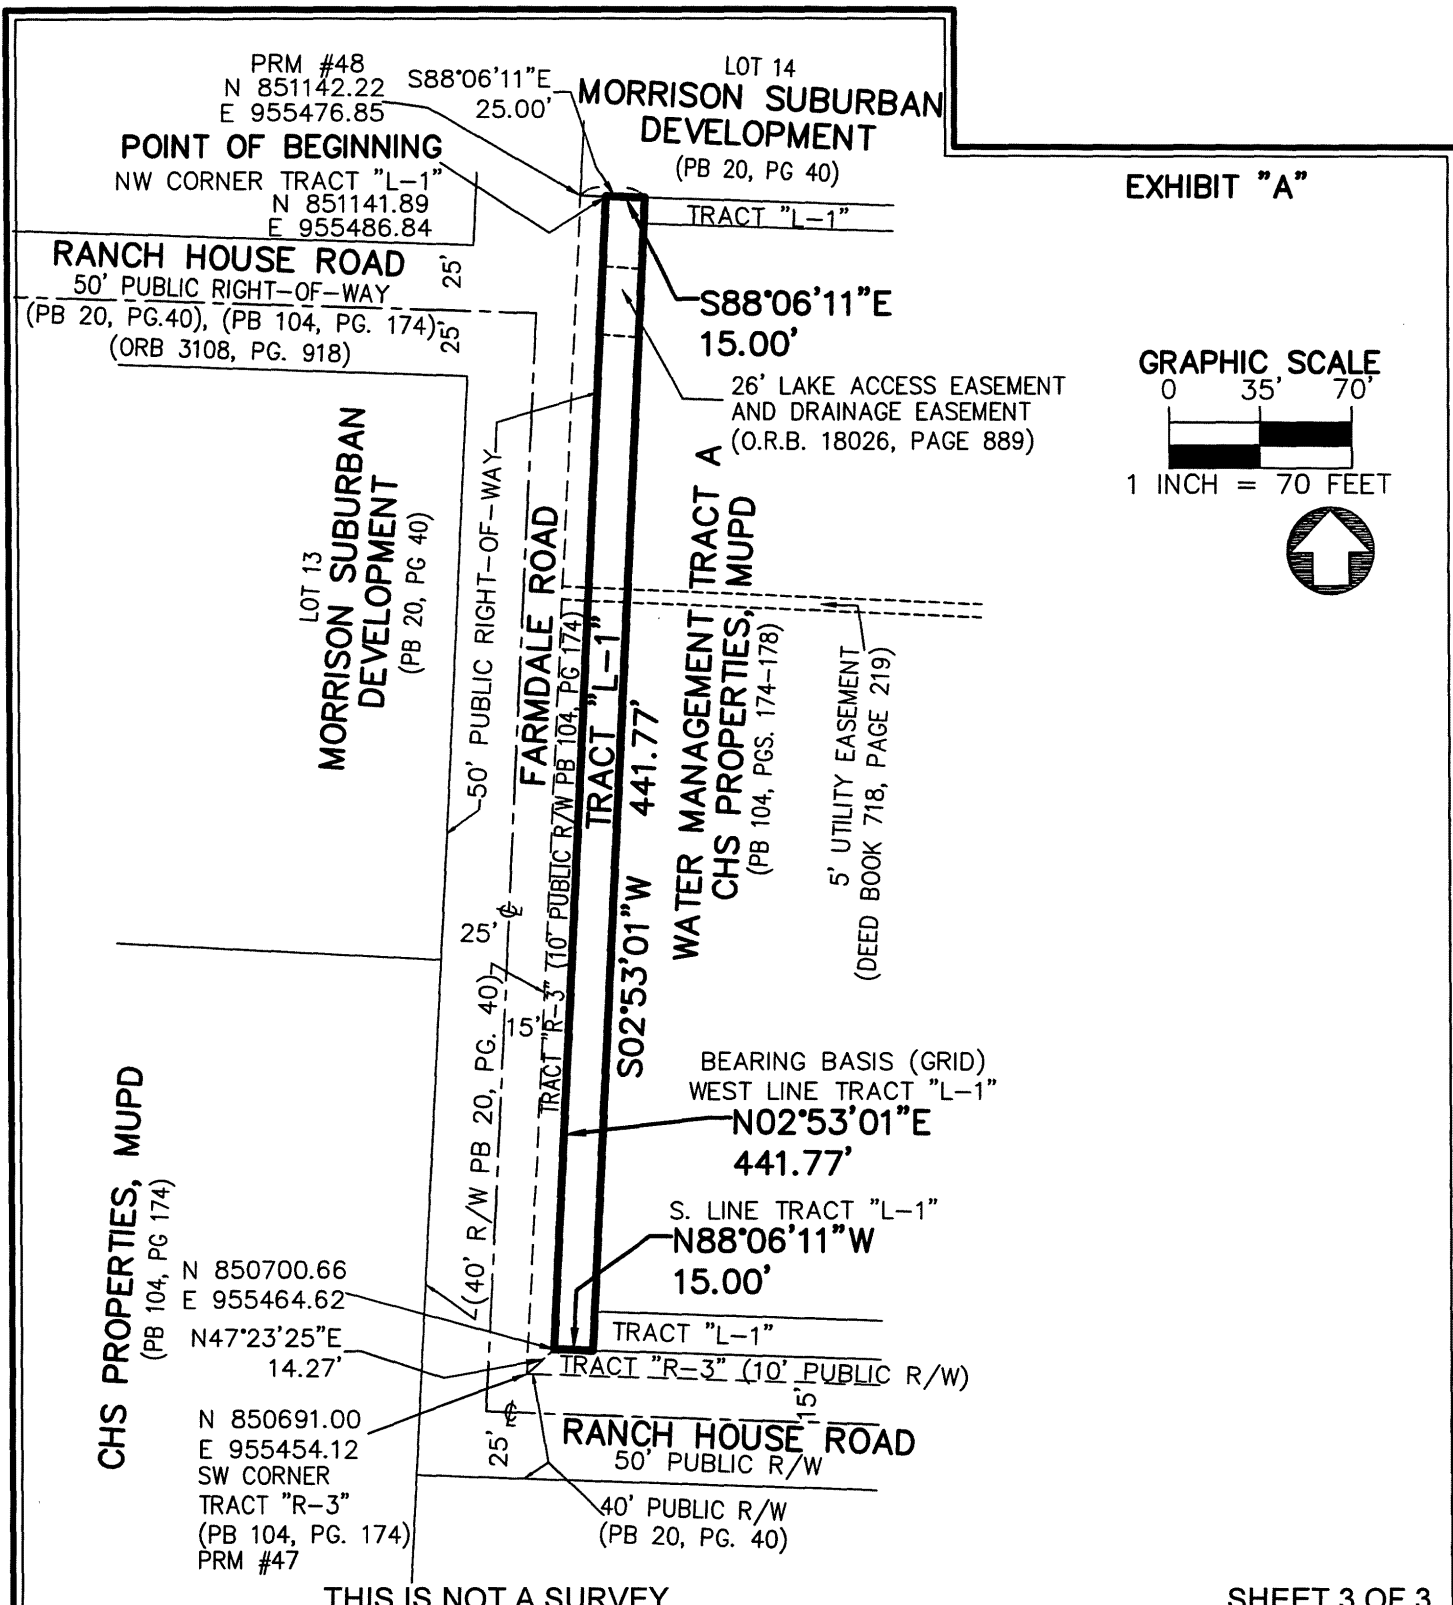 PRM #48
N 851142.22
E 955476.85
S88°06'11"E
25.00'
LOT 14
MORRISON SUBURBAN
DEVELOPMENT
(PB 20, PG 40)
POINT OF BEGINNING
NW CORNER TRACT "L-1"
N 851141.89
E 955486.84
EXHIBIT "A"
TRACT "L-1"
RANCH HOUSE ROAD
50' PUBLIC RIGHT-OF-WAY
(PB 20, PG.40), (PB 104, PG. 174)
(ORB 3108, PG. 918)
25'
25'
S88°06'11"E
15.00'
26' LAKE ACCESS EASEMENT
AND DRAINAGE EASEMENT
(O.R.B. 18026, PAGE 889)
GRAPHIC SCALE
0 35' 70'
1 INCH = 70 FEET
LOT 13
MORRISON SUBURBAN
DEVELOPMENT
(PB 20, PG 40)
50' PUBLIC RIGHT-OF-WAY
FARMDALE ROAD
TRACT "R-3" (10' PUBLIC R/W PB 104, PG 174)
TRACT "L-1"
S02°53'01"W 441.77'
WATER MANAGEMENT TRACT A
CHS PROPERTIES, MUPD
(PB 104, PGS. 174-178)
5' UTILITY EASEMENT
(DEED BOOK 718, PAGE 219)
25'
15'
(40' R/W PB 20, PG. 40)
BEARING BASIS (GRID)
WEST LINE TRACT "L-1"
N02°53'01"E
441.77'
S. LINE TRACT "L-1"
N88°06'11"W
15.00'
CHS PROPERTIES, MUPD
(PB 104, PG 174)
N 850700.66
E 955464.62
N47°23'25"E
14.27'
TRACT "L-1"
TRACT "R-3" (10' PUBLIC R/W)
15'
N 850691.00
E 955454.12
SW CORNER
TRACT "R-3"
(PB 104, PG. 174)
PRM #47
25'
RANCH HOUSE ROAD
50' PUBLIC R/W
40' PUBLIC R/W
(PB 20, PG. 40)
THIS IS NOT A SURVEY
SHEET 3 OF 3